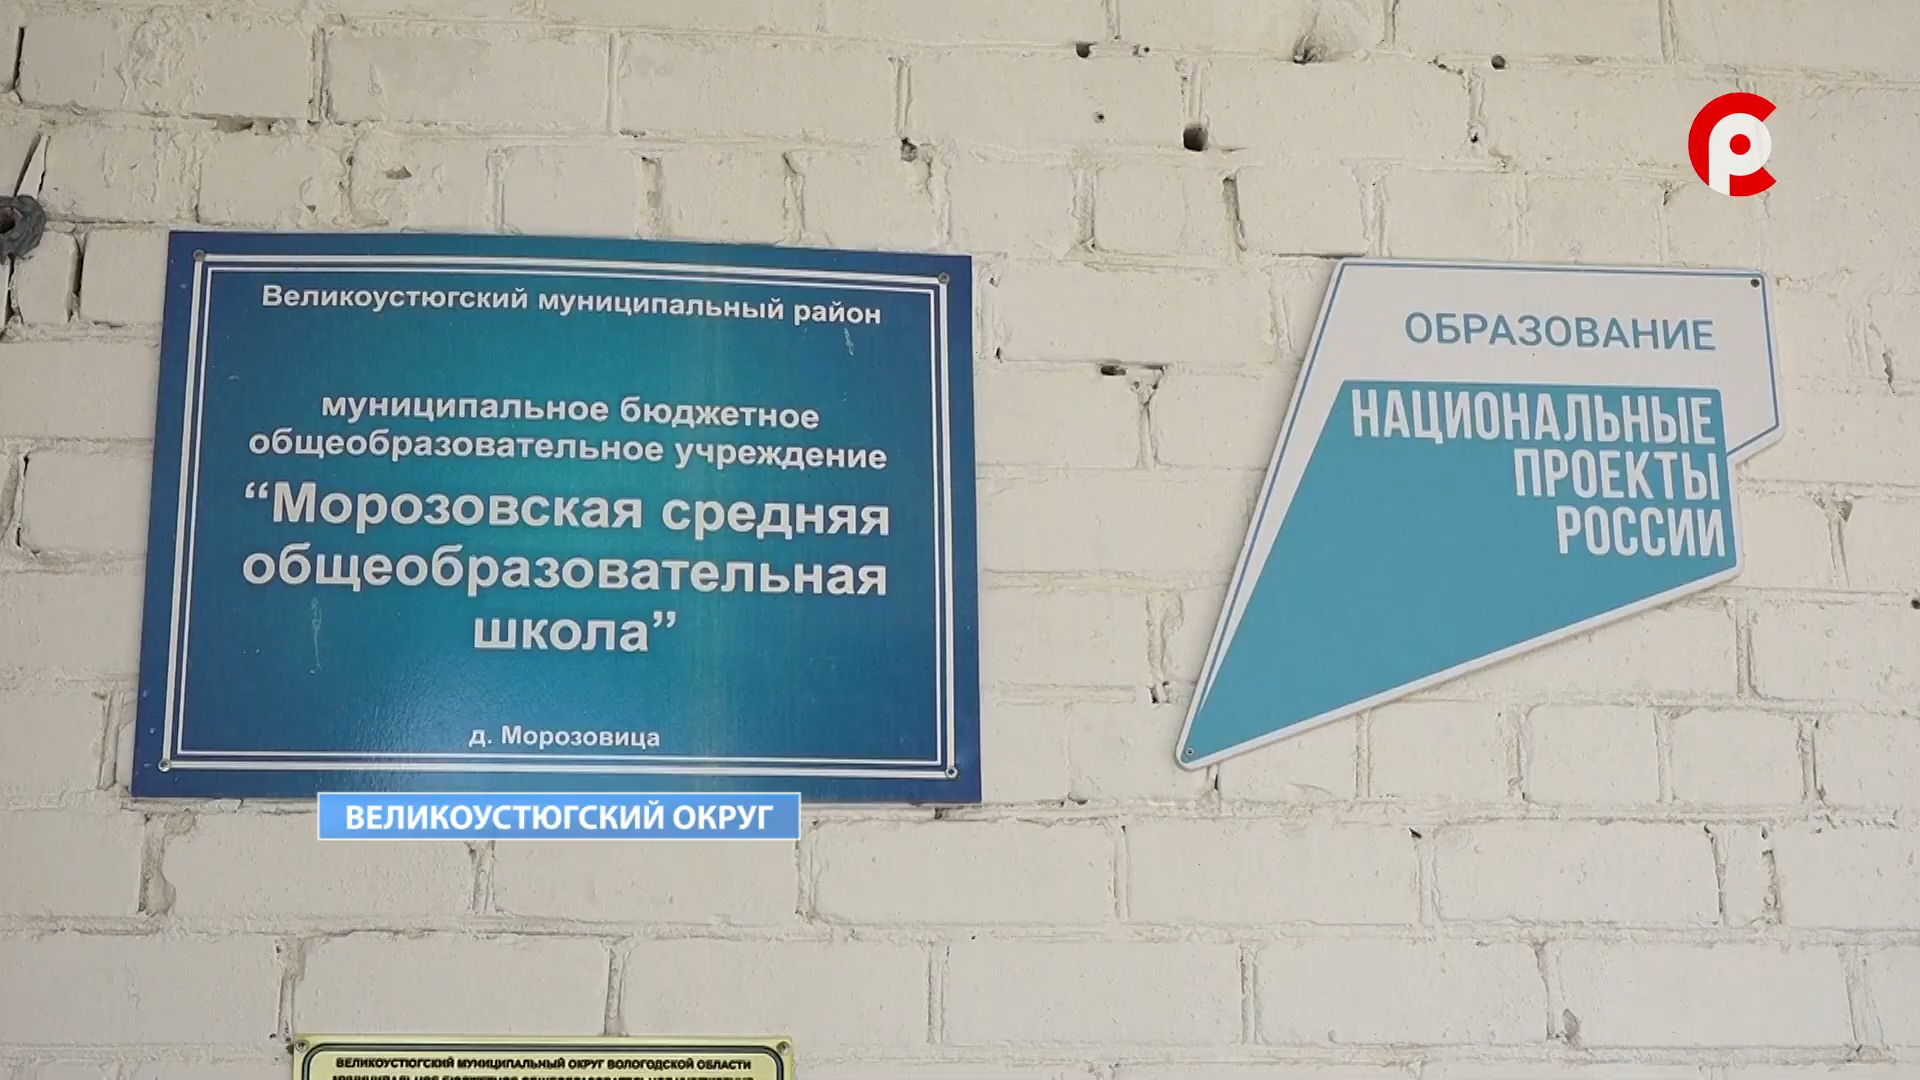 Великоустюгский муниципальный район
муниципальное бюджетное
общеобразовательное учреждение
“Морозовская средняя
общеобразовательная
школа”
д. Морозовица
ОБРАЗОВАНИЕ
НАЦИОНАЛЬНЫЕ
ПРОЕКТЫ
РОССИИ
ВЕЛИКОУСТЮГСКИЙ ОКРУГ
ВЕЛИКОУСТЮГСКИЙ МУНИЦИПАЛЬНЫЙ ОКРУГ ВОЛОГОДСКОЙ ОБЛАСТИ